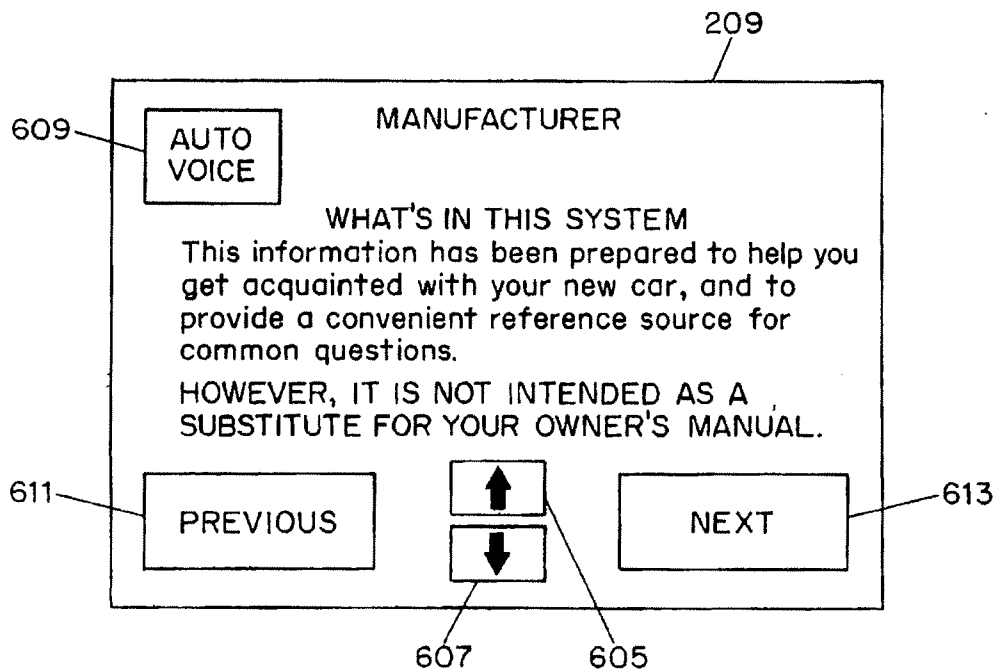 209
609
AUTO
VOICE
MANUFACTURER
WHAT'S IN THIS SYSTEM
This information has been prepared to help you
get acquainted with your new car, and to
provide a convenient reference source for
common questions.
HOWEVER, IT IS NOT INTENDED AS A
SUBSTITUTE FOR YOUR OWNER'S MANUAL.
611
PREVIOUS
NEXT
613
607
605